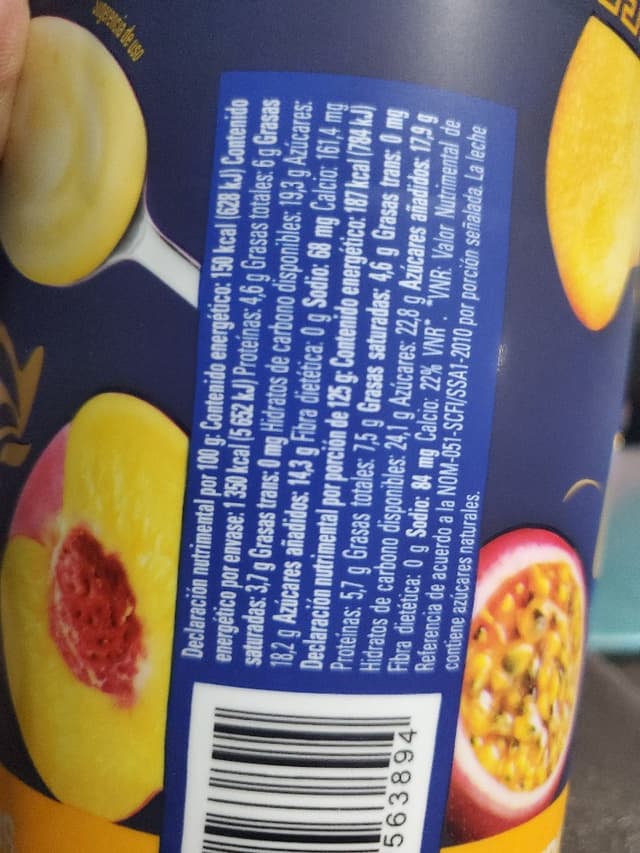 sugerencia de uso
Declaración nutrimental por 100 g: Contenido energético: 150 kcal (628 kJ) Contenido
energético por envase: 1 350 kcal (5 652 kJ) Proteínas: 4,6 g Grasas totales: 6 g Grasas
saturadas: 3,7 g Grasas trans: 0 mg Hidratos de carbono disponibles: 19,3 g Azúcares:
18,2 g Azúcares añadidos: 14,3 g Fibra dietética: 0 g Sodio: 68 mg Calcio: 161,4 mg
Declaración nutrimental por porción de 125 g: Contenido energético: 187 kcal (784 kJ)
Proteínas: 5,7 g Grasas totales: 7,5 g Grasas saturadas: 4,6 g Grasas trans: 0 mg
Hidratos de carbono disponibles: 24,1 g Azúcares: 22,8 g Azúcares añadidos: 17,9 g
Fibra dietética: 0 g Sodio: 84 mg Calcio: 22% VNR*. *VNR: Valor Nutrimental de
Referencia de acuerdo a la NOM-051-SCFI/SSA1-2010 por porción señalada. La leche
contiene azúcares naturales.
563894